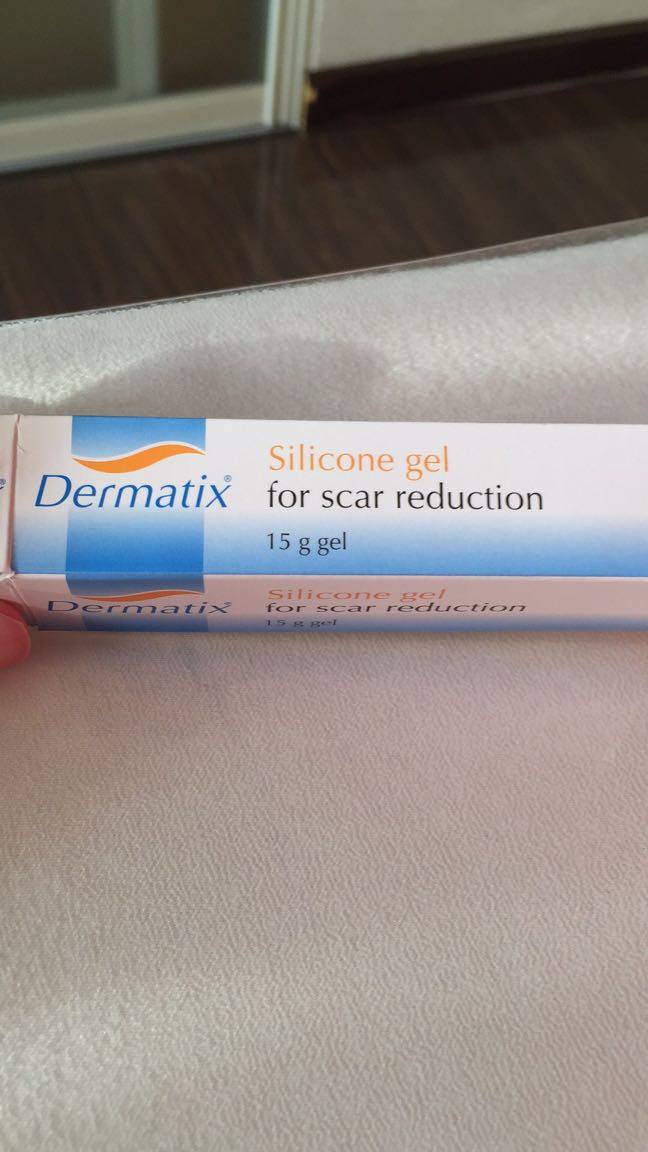 Dermatix®
Silicone gel
for scar reduction
15 g gel
Dermatix®
Silicone gel
for scar reduction
15 g gel